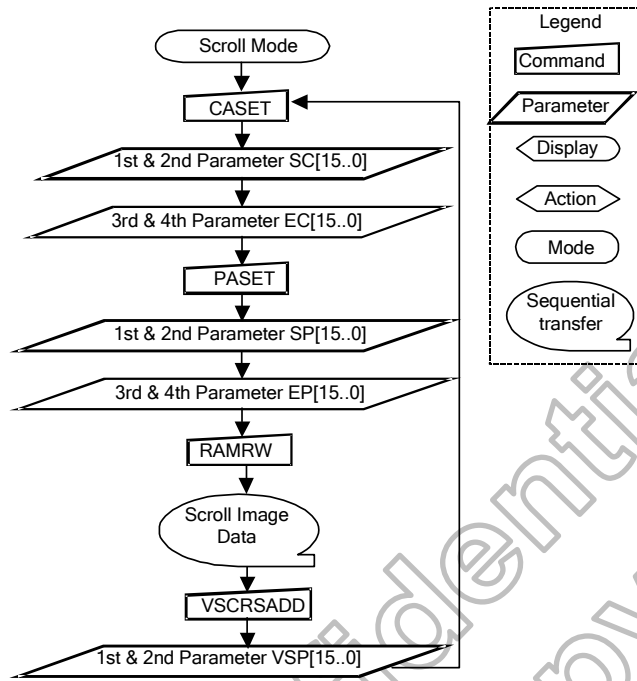 Scroll Mode
CASET
1st & 2nd Parameter SC[15..0]
3rd & 4th Parameter EC[15..0]
PASET
1st & 2nd Parameter SP[15..0]
3rd & 4th Parameter EP[15..0]
RAMRW
Scroll Image
Data
VSCRSADD
1st & 2nd Parameter VSP[15..0]
Legend
Command
Parameter
Display
Action
Mode
Sequential
transfer